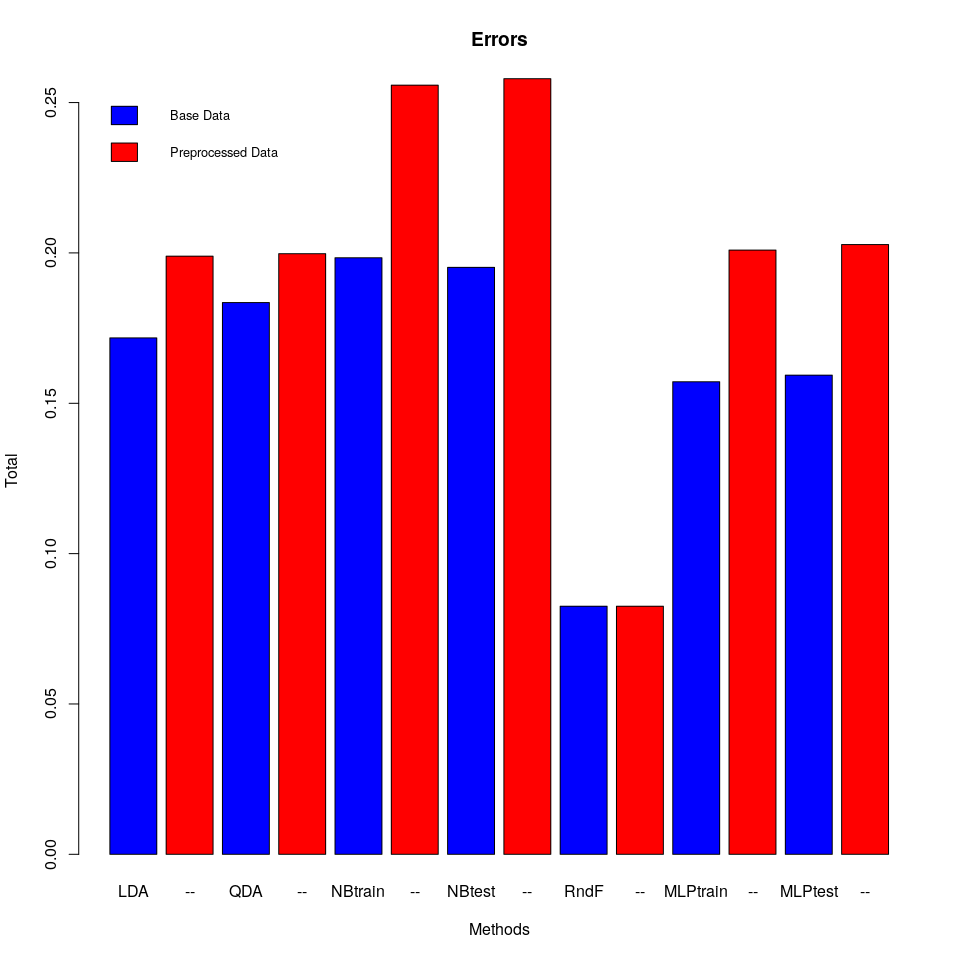 Errors
0.25
Base Data
Preprocessed Data
0.20
0.15
Total
0.10
0.05
0.00
LDA -- QDA -- NBtrain -- NBtest -- RndF -- MLPtrain -- MLPtest --
Methods